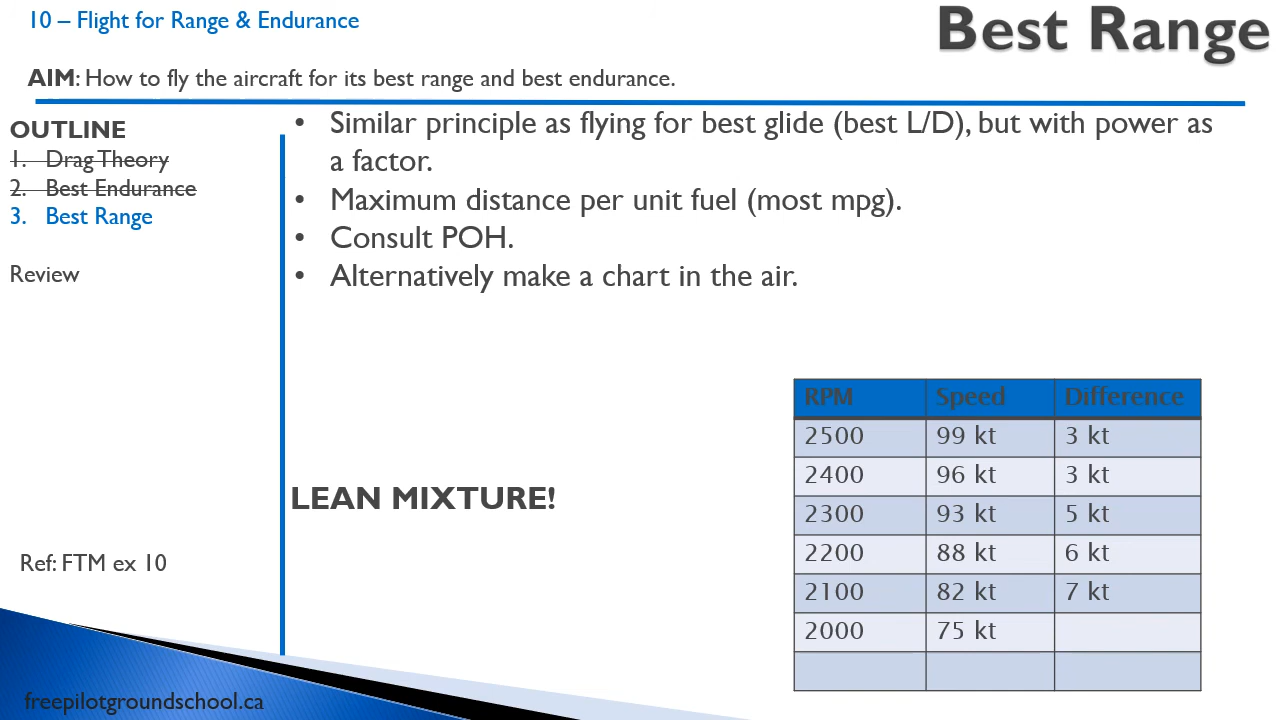 10 – Flight for Range & Endurance
Best Range
AIM: How to fly the aircraft for its best range and best endurance.
OUTLINE
1. Drag Theory
2. Best Endurance
3. Best Range
Review
Ref: FTM ex 10
• Similar principle as flying for best glide (best L/D), but with power as
a factor.
• Maximum distance per unit fuel (most mpg).
• Consult POH.
• Alternatively make a chart in the air.
LEAN MIXTURE!
RPM Speed Difference
2500 99 kt 3 kt
2400 96 kt 3 kt
2300 93 kt 5 kt
2200 88 kt 6 kt
2100 82 kt 7 kt
2000 75 kt
freepilotgroundschool.ca